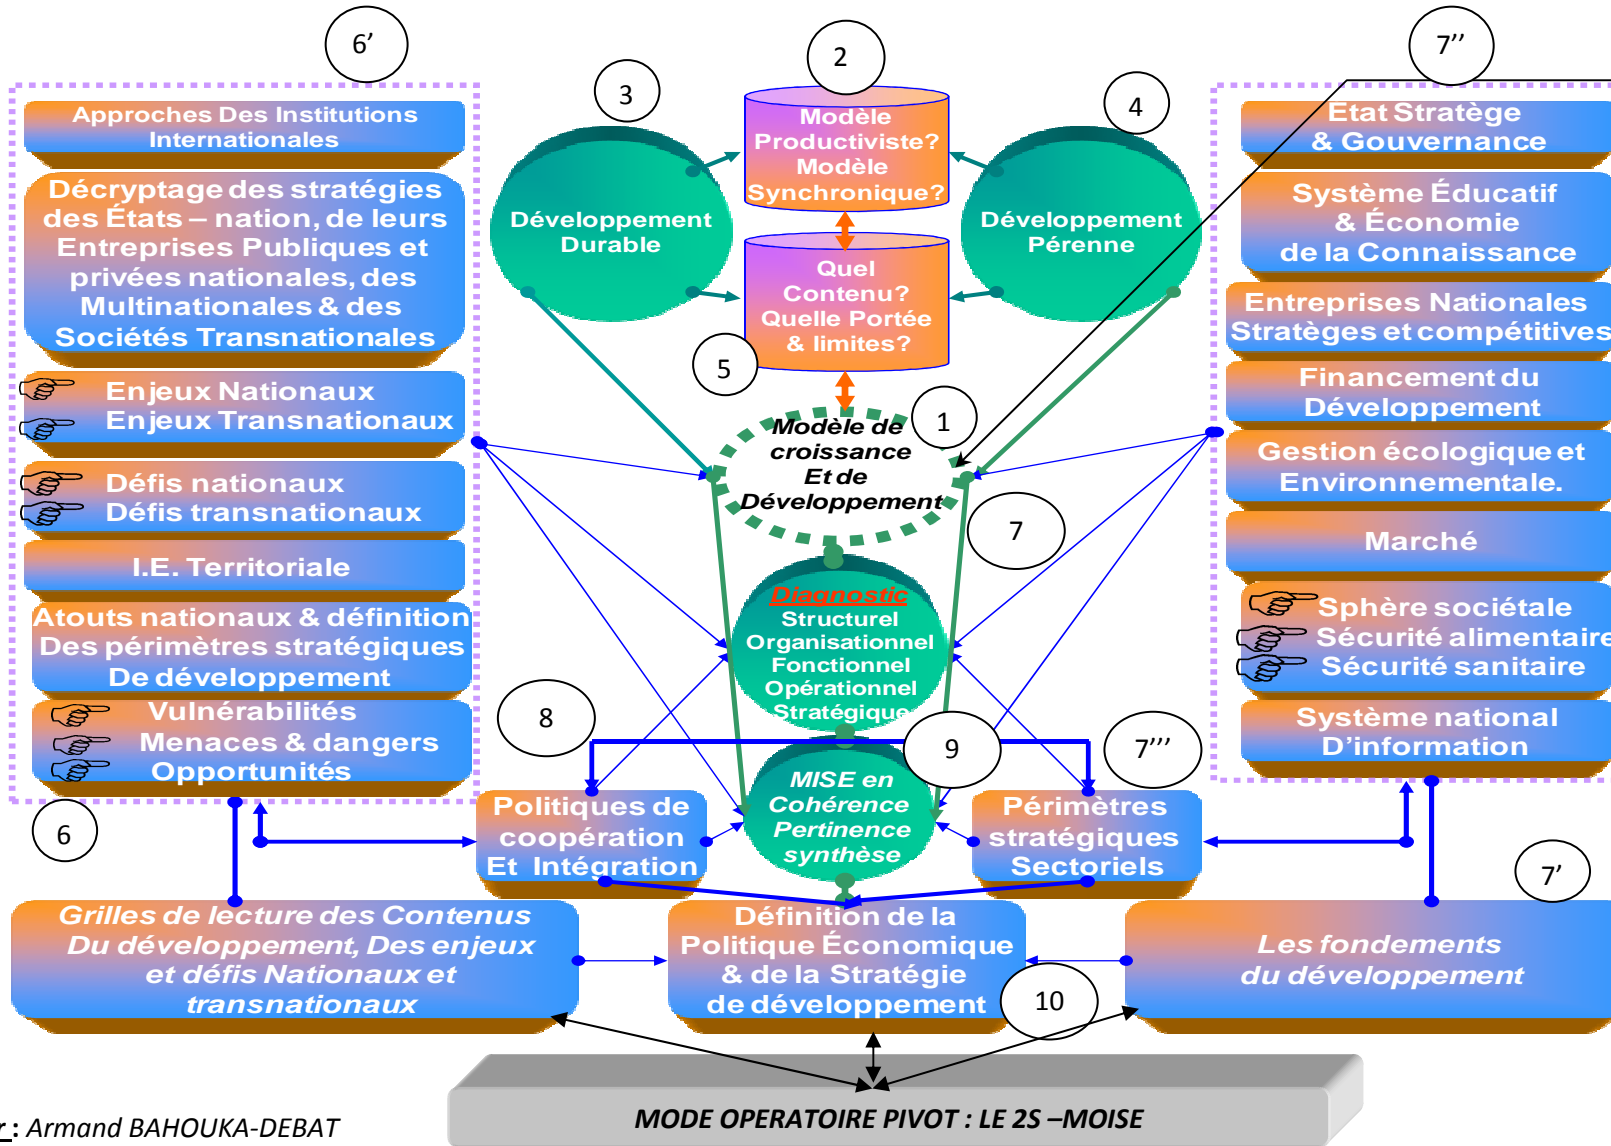 6’
2
7’’
3
4
Approches Des Institutions
Internationales
Décryptage des stratégies
des États – nation, de leurs
Entreprises Publiques et
privées nationales, des
Multinationales & des
Sociétés Transnationales
Enjeux Nationaux
Enjeux Transnationaux
Défis nationaux
Défis transnationaux
I.E. Territoriale
Atouts nationaux & définition
Des périmètres stratégiques
De développement
Vulnérabilités
Menaces & dangers
Opportunités
6
Développement
Durable
Modèle
Productiviste?
Modèle
Synchronique?
Développement
Pérenne
Quel
Contenu?
Quelle Portée
& limites?
5
1
Modèle de
croissance
Et de
Développement
7
Diagnostic
Structurel
Organisationnel
Fonctionnel
Opérationnel
Stratégique
8
9
7’’’
MISE en
Cohérence
Pertinence
synthèse
Politiques de
coopération
Et Intégration
Périmètres
stratégiques
Sectoriels
État Stratège
& Gouvernance
Système Éducatif
& Économie
de la Connaissance
Entreprises Nationales
Stratèges et compétitives
Financement du
Développement
Gestion écologique et
Environnementale.
Marché
Sphère sociétale
Sécurité alimentaire
Sécurité sanitaire
Système national
D’information
7’
Grilles de lecture des Contenus
Du développement, Des enjeux
et défis Nationaux et
transnationaux
Définition de la
Politique Économique
& de la Stratégie
de développement
10
Les fondements
du développement
MODE OPERATOIRE PIVOT : LE 2S –MOISE
r : Armand BAHOUKA-DEBAT